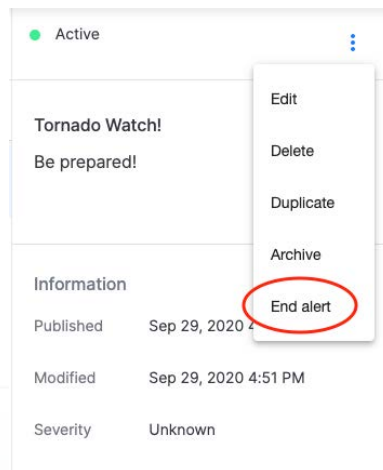 Active
Edit
Tornado Watch!
Delete
Be prepared!
Duplicate
Archive
Information
End alert
Published Sep 29, 2020 4
Modified Sep 29, 2020 4:51 PM
Severity Unknown